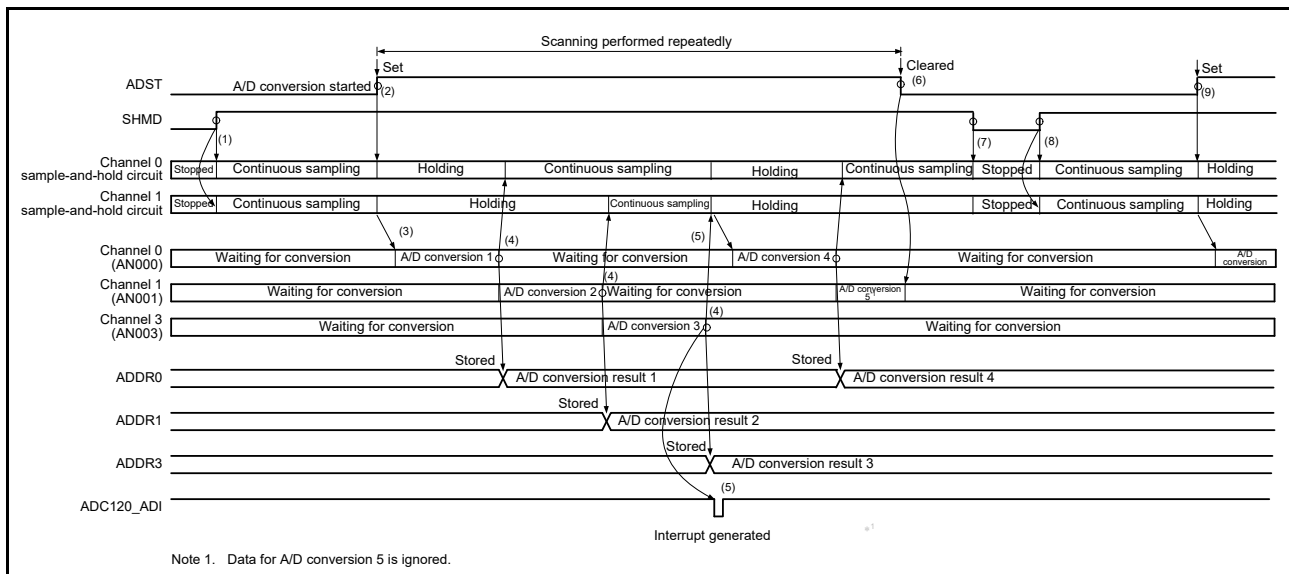 Scanning performed repeatedly
Set
Cleared
Set
ADST
A/D conversion started
(2)
(6)
(9)
SHMD
(1)
(7)
(8)
Channel 0
sample-and-hold circuit
Stopped
Continuous sampling
Holding
Continuous sampling
Holding
Continuous sampling
Stopped
Continuous sampling
Holding
Channel 1
sample-and-hold circuit
Stopped
Continuous sampling
Holding
Continuous sampling
Holding
Stopped
Continuous sampling
Holding
(3)
(4)
(5)
Channel 0
(AN000)
Waiting for conversion
A/D conversion 1
Waiting for conversion
A/D conversion 4
Waiting for conversion
A/D
conversion
(4)
Channel 1
(AN001)
Waiting for conversion
A/D conversion 2
Waiting for conversion
A/D conversion
5*1
Waiting for conversion
(4)
Channel 3
(AN003)
Waiting for conversion
A/D conversion 3
Waiting for conversion
Stored
Stored
ADDR0
A/D conversion result 1
A/D conversion result 4
Stored
ADDR1
A/D conversion result 2
Stored
ADDR3
A/D conversion result 3
(5)
ADC120_ADI
Interrupt generated
*1
Note 1. Data for A/D conversion 5 is ignored.